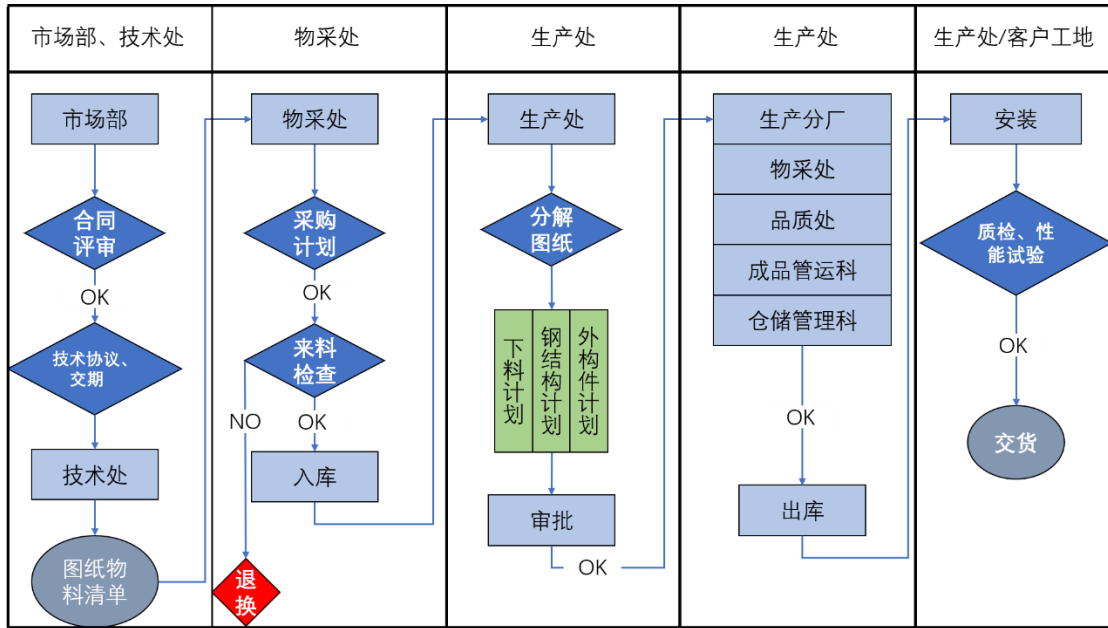 市场部、技术处
物采处
生产处
生产处
生产处/客户工地
市场部
合同
评审
OK
技术协议、
交期
技术处
图纸物
料清单
物采处
采购
计划
OK
来料
检查
NO
OK
入库
退
换
生产处
分解
图纸
下料计划
钢结构计划
外构件计划
审批
OK
生产分厂
物采处
品质处
成品管运科
仓储管理科
OK
出库
安装
质检、性
能试验
OK
交货